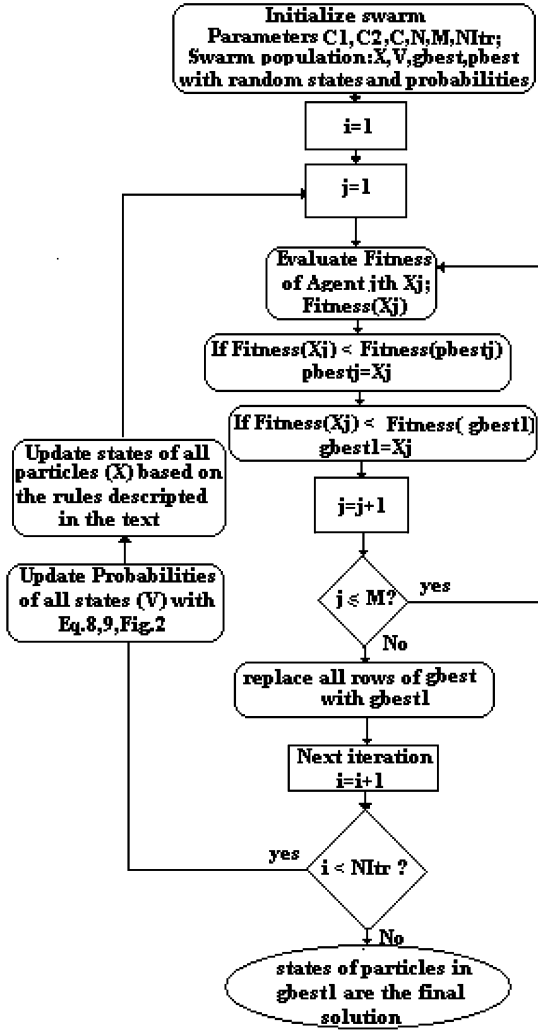 Initialize swarm
Parameters C1, C2, C, N, M, NItr;
Swarm population: X, V, gbest, pbest
with random states and probabilities
i=1
j=1
Evaluate Fitness
of Agent jth Xj;
Fitness(Xj)
If Fitness(Xj) < Fitness(pbestj)
pbestj=Xj
If Fitness(Xj) < Fitness( gbest1)
gbest1=Xj
Update states of all
particles (X) based on
the rules descripted
in the text
j=j+1
Update Probabilities
of all states (V) with
Eq.8,9,Fig.2
j ≤ M?
yes
No
replace all rows of gbest
with gbest1
Next iteration
i=i+1
yes
i < NItr ?
No
states of particles in
gbest1 are the final
solution